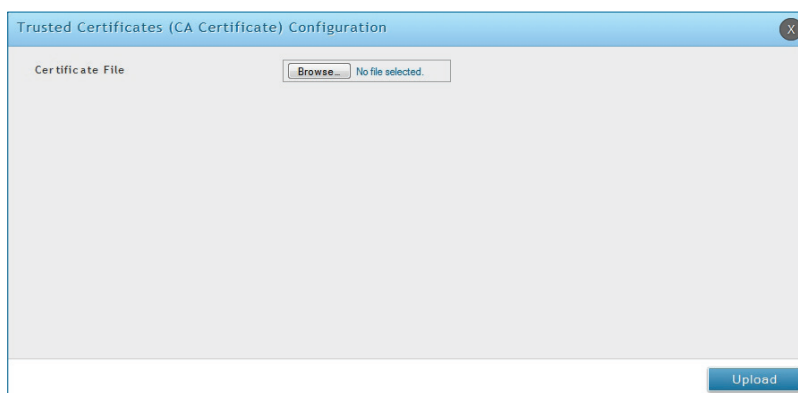 Trusted Certificates (CA Certificate) Configuration
X
Certificate File
Browse... No file selected.
Upload